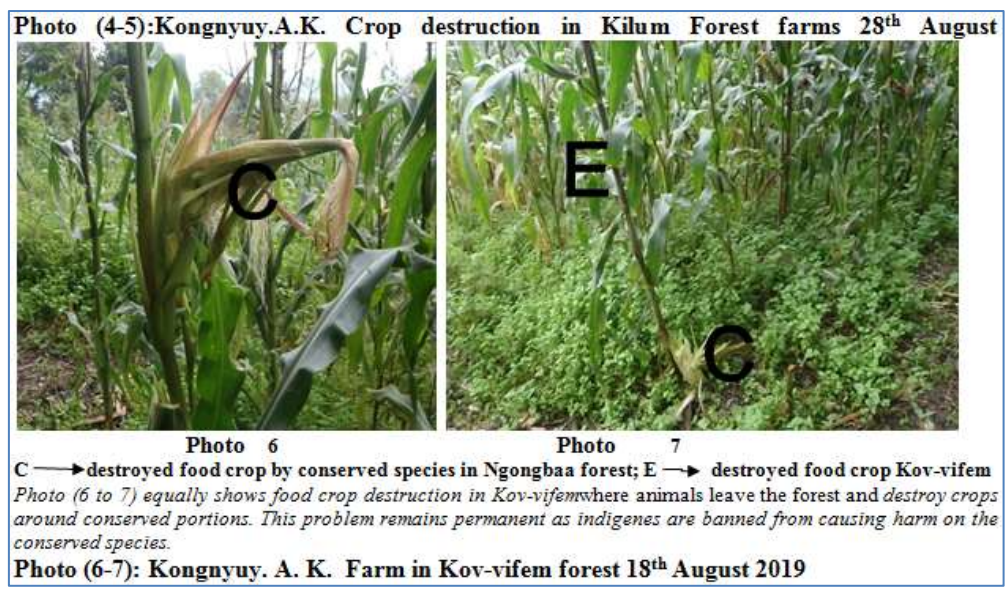 Photo (4-5):Kongnyuy.A.K. Crop destruction in Kilum Forest farms 28th August
C
E
C
Photo 6
Photo 7
C → destroyed food crop by conserved species in Ngongbaa forest; E → destroyed food crop Kov-vifem
Photo (6 to 7) equally shows food crop destruction in Kov-vifemwhere animals leave the forest and destroy crops
around conserved portions. This problem remains permanent as indigenes are banned from causing harm on the
conserved species.
Photo (6-7): Kongnyuy. A. K. Farm in Kov-vifem forest 18th August 2019